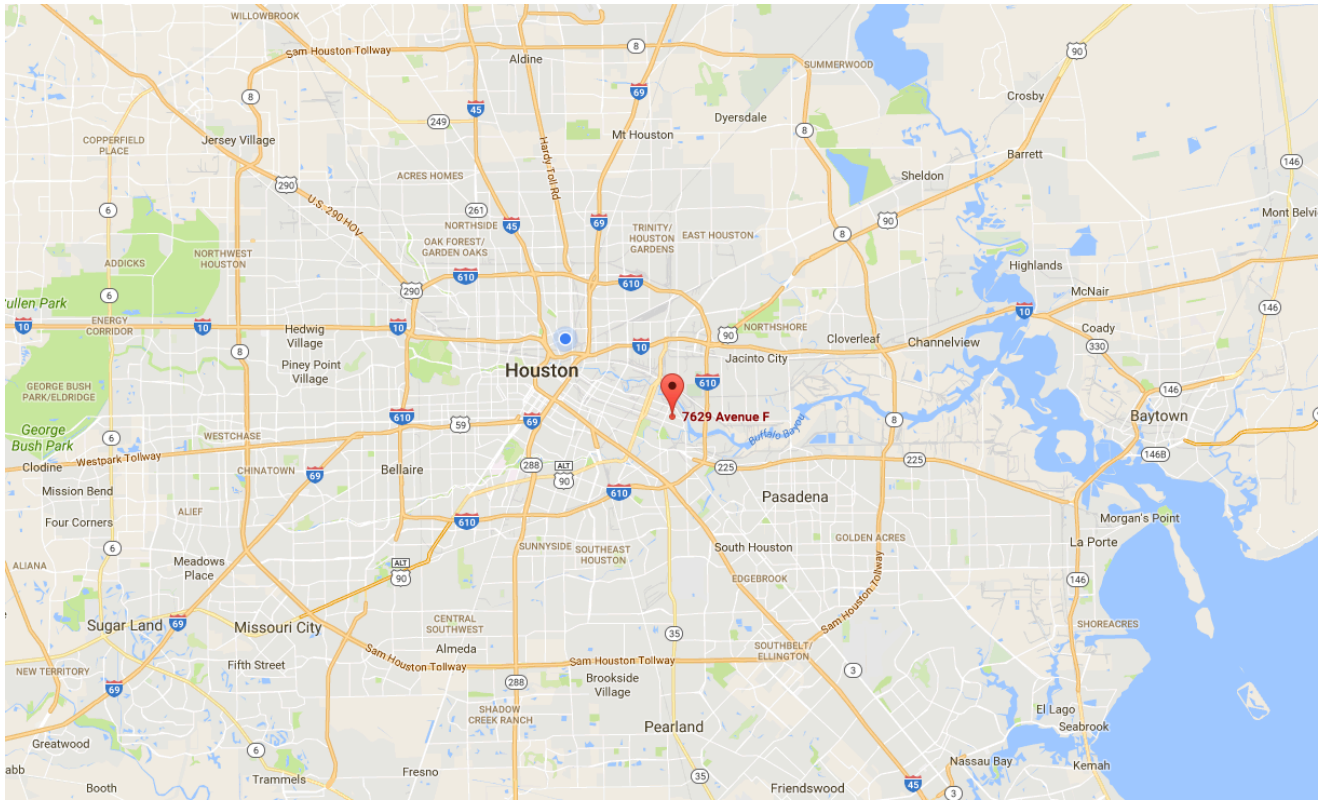 WILLOWBROOK
6
Sam Houston Tollway
8
90
Aldine
SUMMERWOOD
8
45
69
Crosby
249
Dyersdale
COPPERFIELD
PLACE
Jersey Village
Hardy Toll Rd
Mt Houston
8
Barrett
146
290
ACRES HOMES
Sheldon
6
U.S. 290 HOV
261
NORTHSIDE
45
69
TRINITY/
HOUSTON
GARDENS
EAST HOUSTON
90
8
Mont Belvi
OAK FOREST/
GARDEN OAKS
NORTHWEST
HOUSTON
ADDICKS
Highlands
610
610
290
6
McNair
ullen Park
146
10
ENERGY
CORRIDOR
10
Hedwig
Village
10
90
NORTHSHORE
10
Coady
330
Cloverleaf
Channelview
10
Jacinto City
8
Piney Point
Village
Houston
610
146
GEORGE BUSH
PARK/ELDRIDGE
7629 Avenue F
Baytown
610
69
59
8
George
Bush Park
6
WESTCHASE
Buffalo Bayou
146B
Clodine
Westpark Tollway
CHINATOWN
69
Bellaire
288
ALT
90
225
225
Mission Bend
610
Pasadena
Four Corners
ALIEF
610
Morgan's Point
6
SUNNYSIDE
SOUTHEAST
HOUSTON
South Houston
GOLDEN ACRES
La Porte
ALIANA
Meadows
Place
ALT
90
EDGEBROOK
Sam Houston Tollway
146
Sugar Land
69
Missouri City
CENTRAL
SOUTHWEST
Almeda
35
SHOREACRES
SOUTHBELT/
ELLINGTON
NEW TERRITORY
Fifth Street
Sam Houston Tollway
Sam Houston Tollway
3
69
288
Brookside
Village
SHADOW
CREEK RANCH
El Lago
Seabrook
Greatwood
Pearland
6
Nassau Bay
Kemah
abb
Fresno
Trammels
35
45
Booth
Friendswood
3